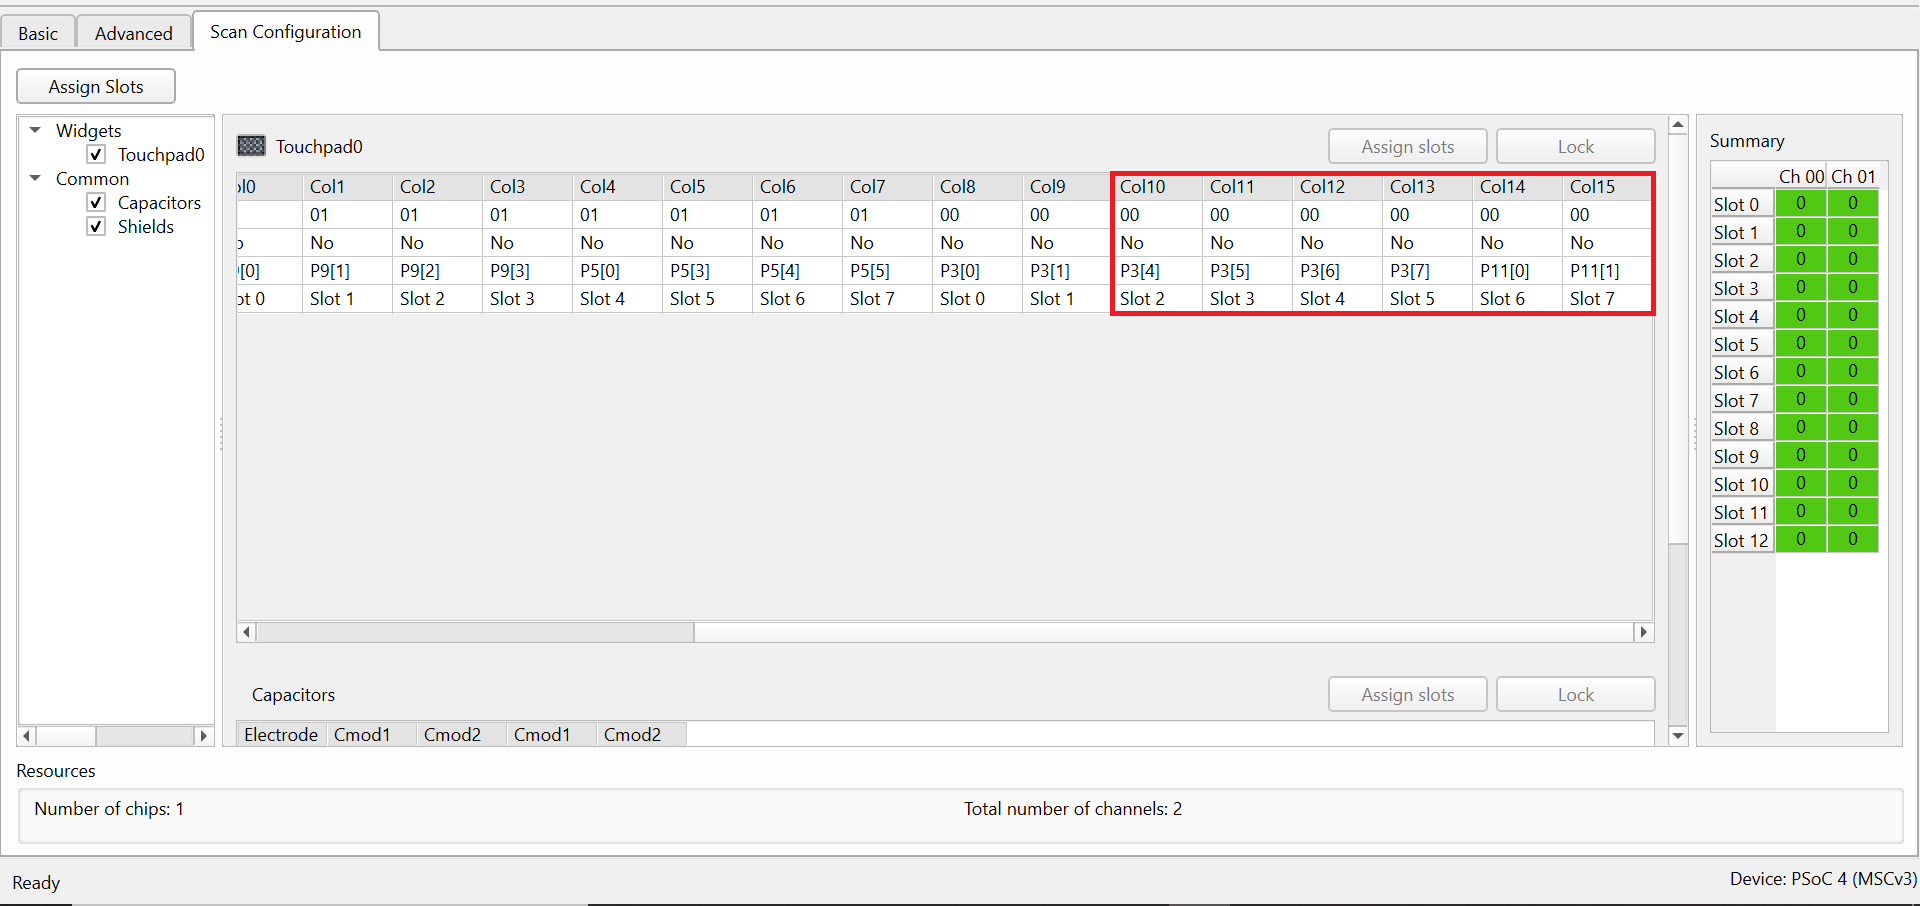 Basic Advanced Scan Configuration
Assign Slots
Widgets
Touchpad0
Common
Capacitors
Shields
Touchpad0 Assign slots Lock
ol0 Col1 Col2 Col3 Col4 Col5 Col6 Col7 Col8 Col9 Col10 Col11 Col12 Col13 Col14 Col15
01 01 01 01 01 01 01 00 00 00 00 00 00 00 00
o No No No No No No No No No No No No No No No
[0] P9[1] P9[2] P9[3] P5[0] P5[3] P5[4] P5[5] P3[0] P3[1] P3[4] P3[5] P3[6] P3[7] P11[0] P11[1]
ot 0 Slot 1 Slot 2 Slot 3 Slot 4 Slot 5 Slot 6 Slot 7 Slot 0 Slot 1 Slot 2 Slot 3 Slot 4 Slot 5 Slot 6 Slot 7
Capacitors Assign slots Lock
Electrode Cmod1 Cmod2 Cmod1 Cmod2
Summary
Ch 00 Ch 01
Slot 0 0 0
Slot 1 0 0
Slot 2 0 0
Slot 3 0 0
Slot 4 0 0
Slot 5 0 0
Slot 6 0 0
Slot 7 0 0
Slot 8 0 0
Slot 9 0 0
Slot 10 0 0
Slot 11 0 0
Slot 12 0 0
Resources
Number of chips: 1 Total number of channels: 2
Ready Device: PSoC 4 (MSCv3)